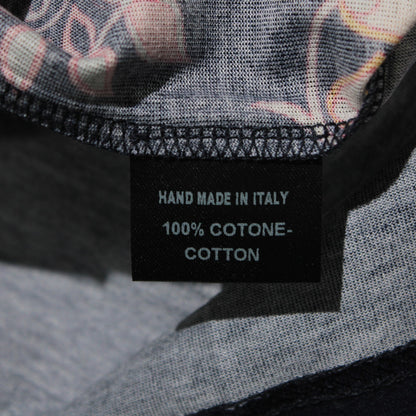 HAND MADE IN ITALY
100% COTONE-
COTTON